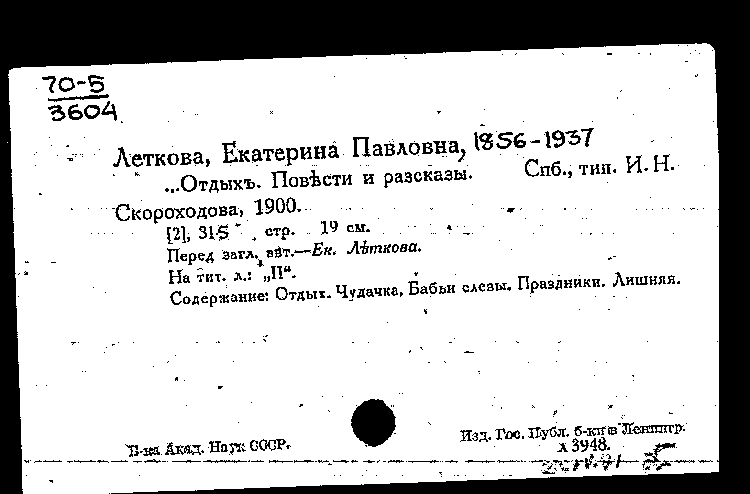 70-5
3604
Леткова, Екатерина Павловна, 1856-1937
...Отдыхъ. Повѣсти и разсказы. Спб., тип. И. Н.
Скороходова, 1900.
[2], 315 стр. 19 см.
Перед загл. авт.—Ек. Лѣткова.
На тит. л.: „II“.
Содержание: Отдых. Чудачка. Бабьи слезы. Праздники. Лишняя.
Б-ка Акад. Наук СССР.
Изд. Гос. Публ. б-ки в Ленингр.
л 3948.